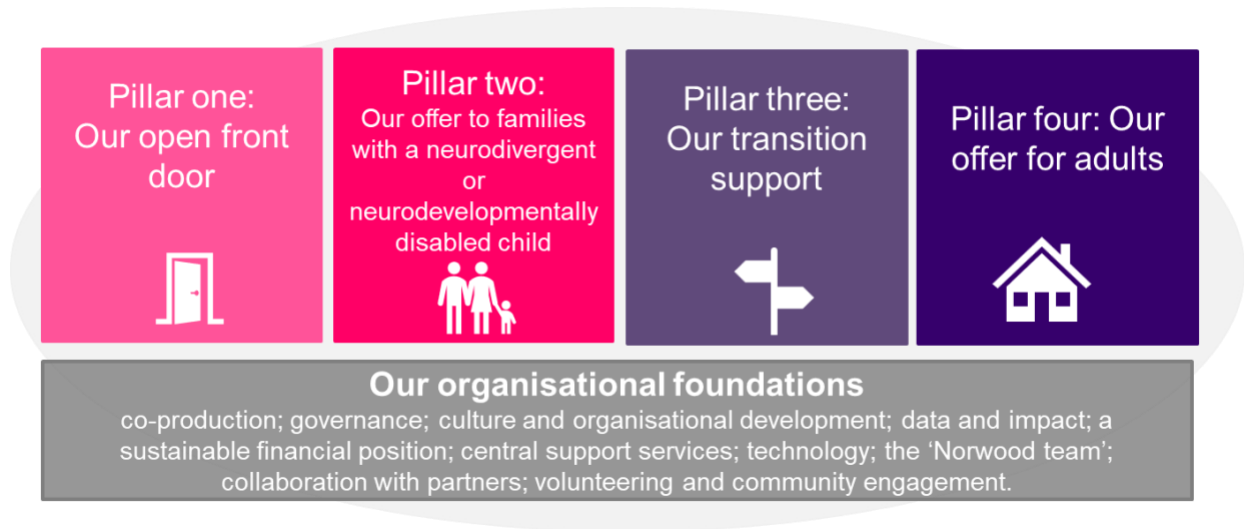 Pillar one:
Our open front
door
Pillar two:
Our offer to families
with a neurodivergent
or
neurodevelopmentally
disabled child
Pillar three:
Our transition
support
Pillar four: Our
offer for adults
Our organisational foundations
co-production; governance; culture and organisational development; data and impact; a
sustainable financial position; central support services; technology; the ‘Norwood team’;
collaboration with partners; volunteering and community engagement.